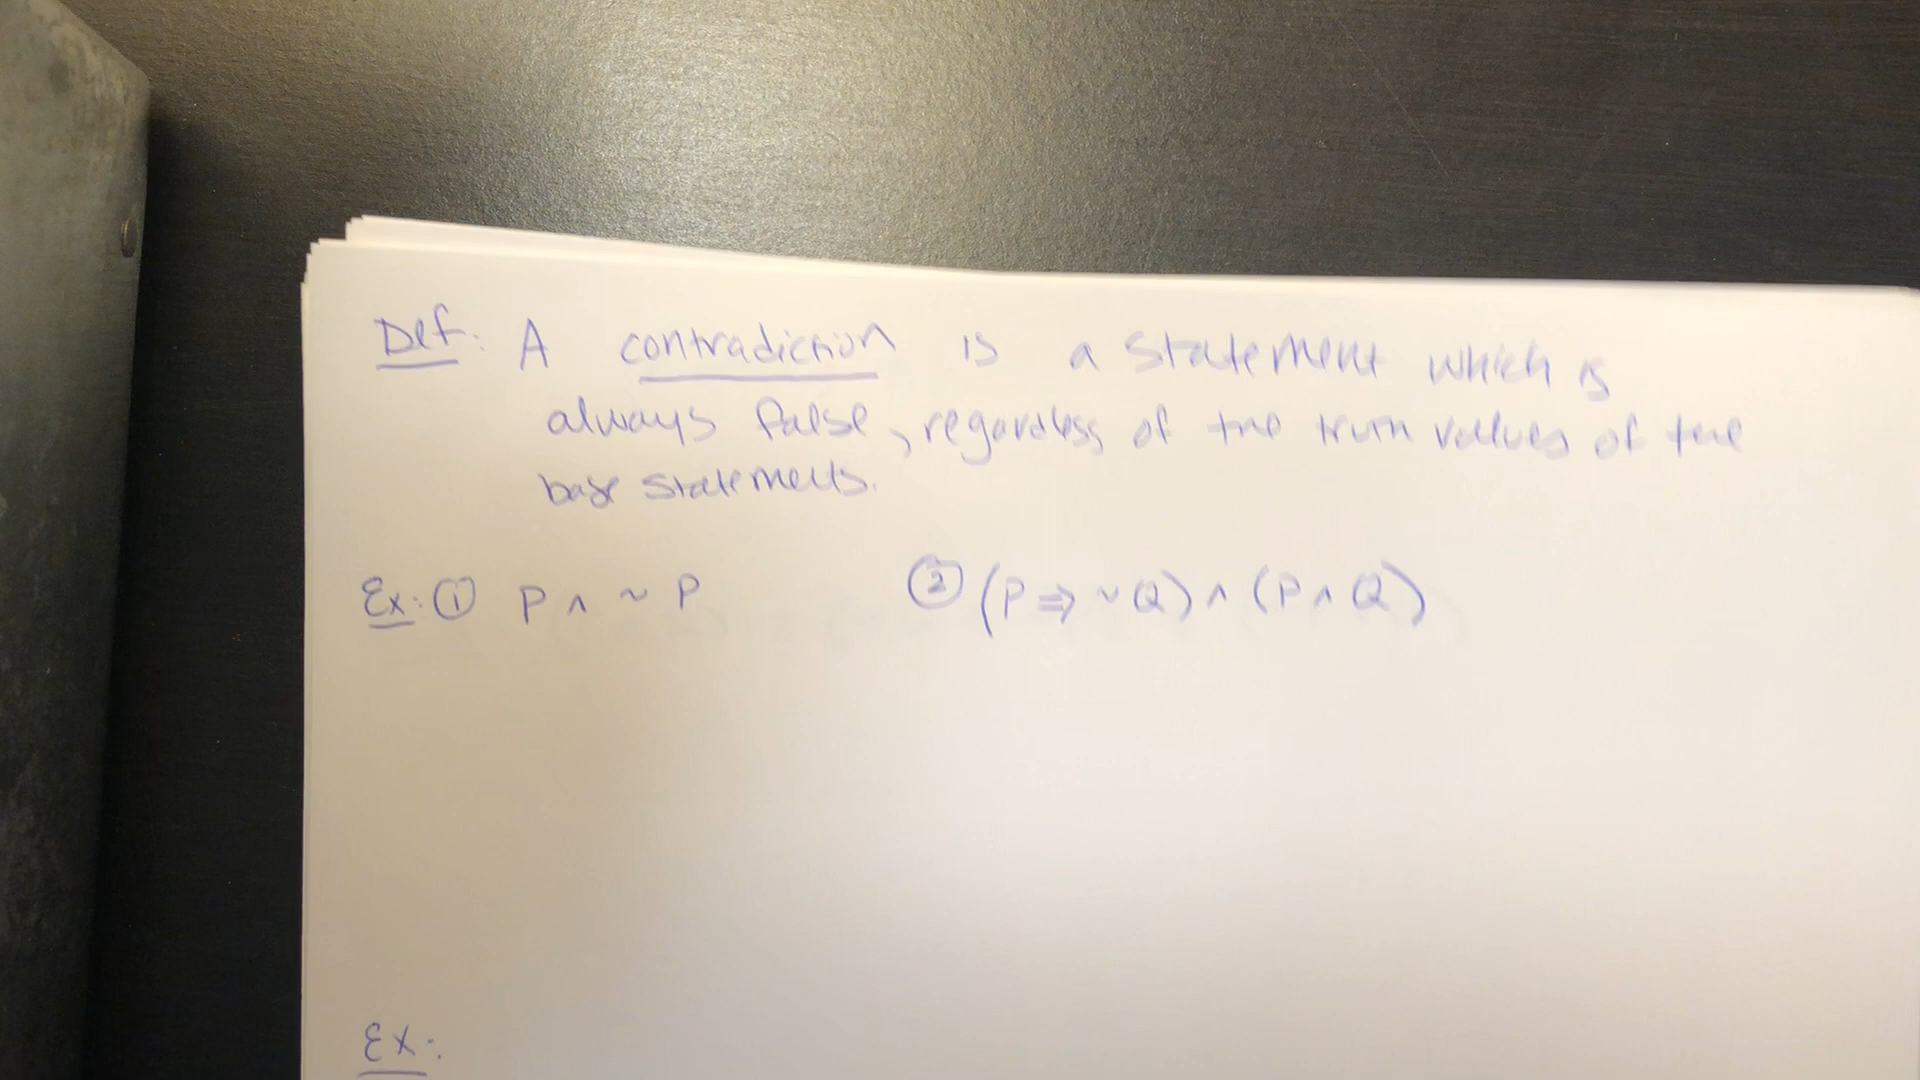 Def: A contradiction is a statement which is
always false, regardless of the truth values of the
base statements.
Ex: ① P ∧ ~ P ② (P ⇒ ~Q) ∧ (P ∧ Q)
Ex: